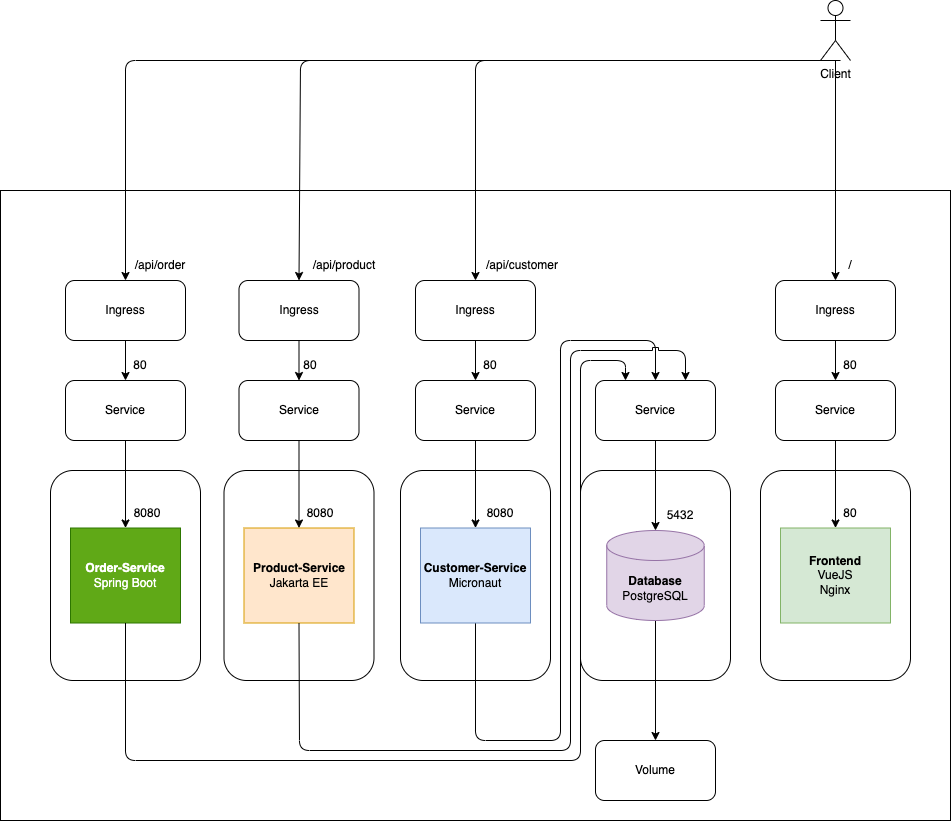 Client
/api/order
/api/product
/api/customer
/
Ingress
Ingress
Ingress
Ingress
80
80
80
80
Service
Service
Service
Service
Service
8080
8080
8080
5432
80
Order-Service
Spring Boot
Product-Service
Jakarta EE
Customer-Service
Micronaut
Database
PostgreSQL
Frontend
VueJS
Nginx
Volume